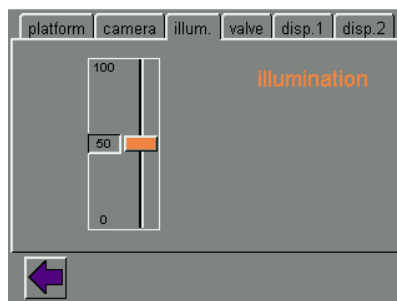 platform camera illum. valve disp.1 disp.2
100
illumination
50
0